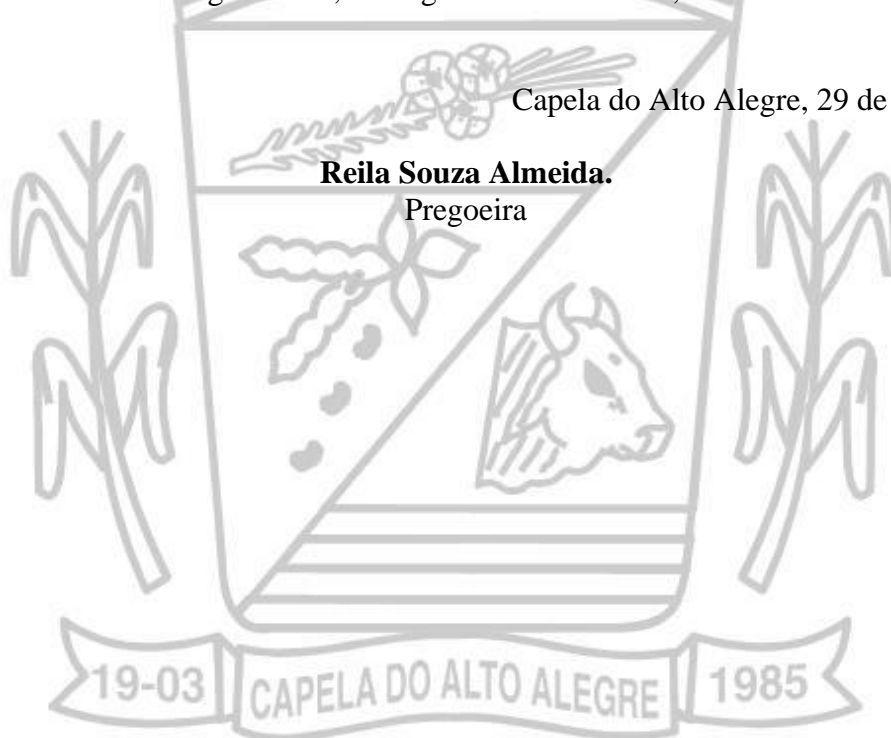 Capela do Alto Alegre, 29 de
Reila Souza Almeida.
Pregoeira
19-03
CAPELA DO ALTO ALEGRE
1985